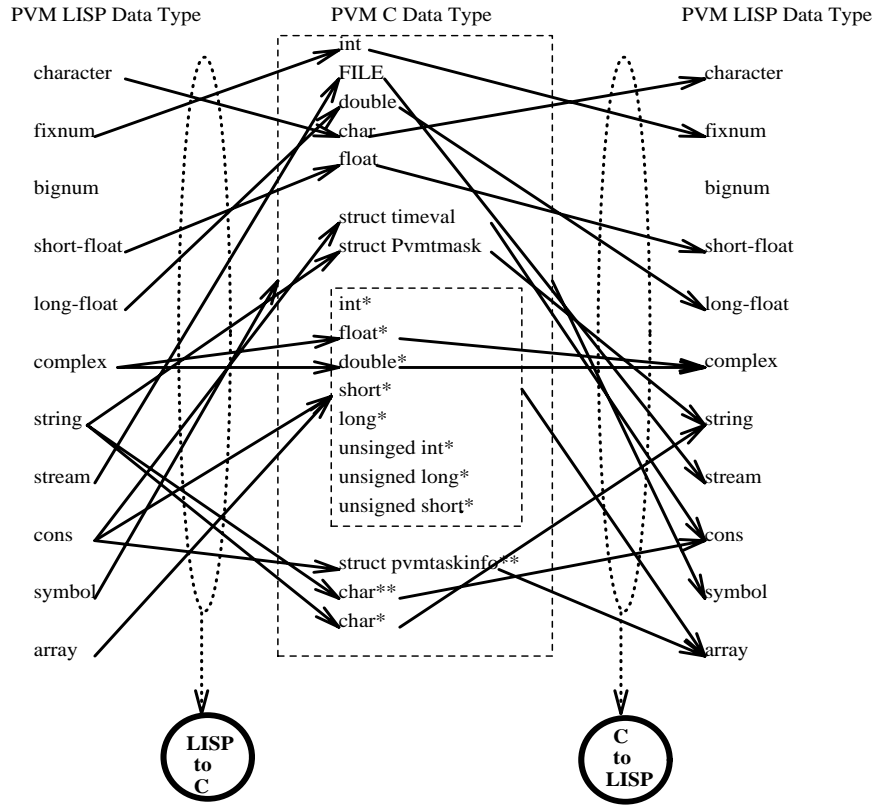 PVM LISP Data Type
PVM C Data Type
PVM LISP Data Type
character
fixnum
bignum
short-float
long-float
complex
string
stream
cons
symbol
array
int
FILE
double
char
float
struct timeval
struct Pvmtmask
int*
float*
double*
short*
long*
unsinged int*
unsigned long*
unsigned short*
struct pvmtaskinfo**
char**
char*
character
fixnum
bignum
short-float
long-float
complex
string
stream
cons
symbol
array
LISP
to
C
C
to
LISP